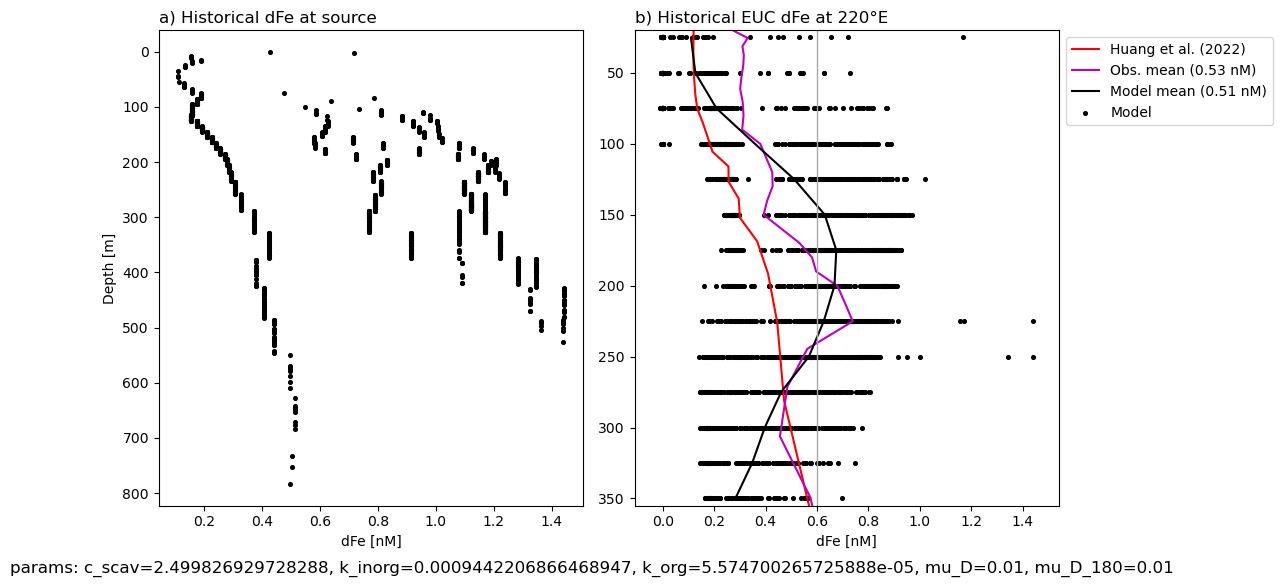 a) Historical dFe at source
b) Historical EUC dFe at 220°E
0
100
200
300
400
500
600
700
800
Depth [m]
0.2 0.4 0.6 0.8 1.0 1.2 1.4
dFe [nM]
50
100
150
200
250
300
350
0.0 0.2 0.4 0.6 0.8 1.0 1.2 1.4
dFe [nM]
Huang et al. (2022)
Obs. mean (0.53 nM)
Model mean (0.51 nM)
Model
params: c_scav=2.499826929728288, k_inorg=0.0009442206866468947, k_org=5.574700265725888e-05, mu_D=0.01, mu_D_180=0.01